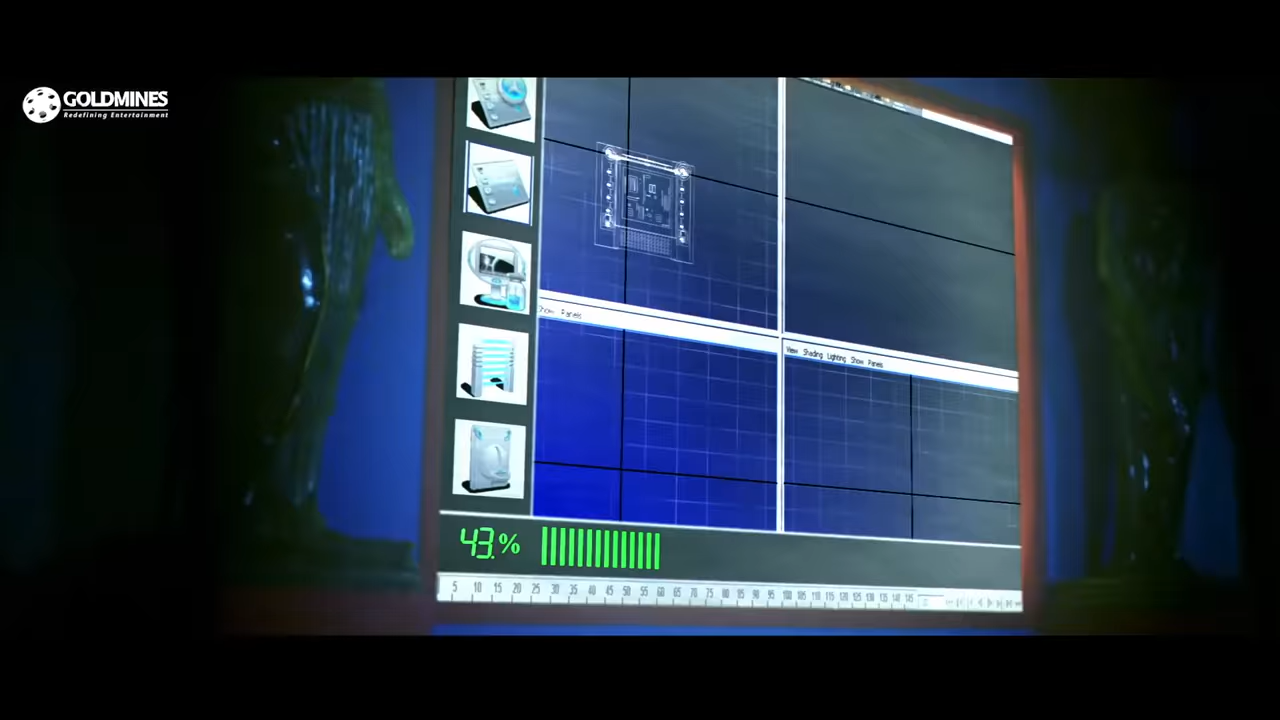 GOLDMINES
Redefining Entertainment
Show Panels
View Shading Lighting Show Panels
43.%
5 10 15 20 25 30 35 40 45 50 55 60 65 70 75 80 85 90 95 100 105 110 115 120 125 130 135 140 145